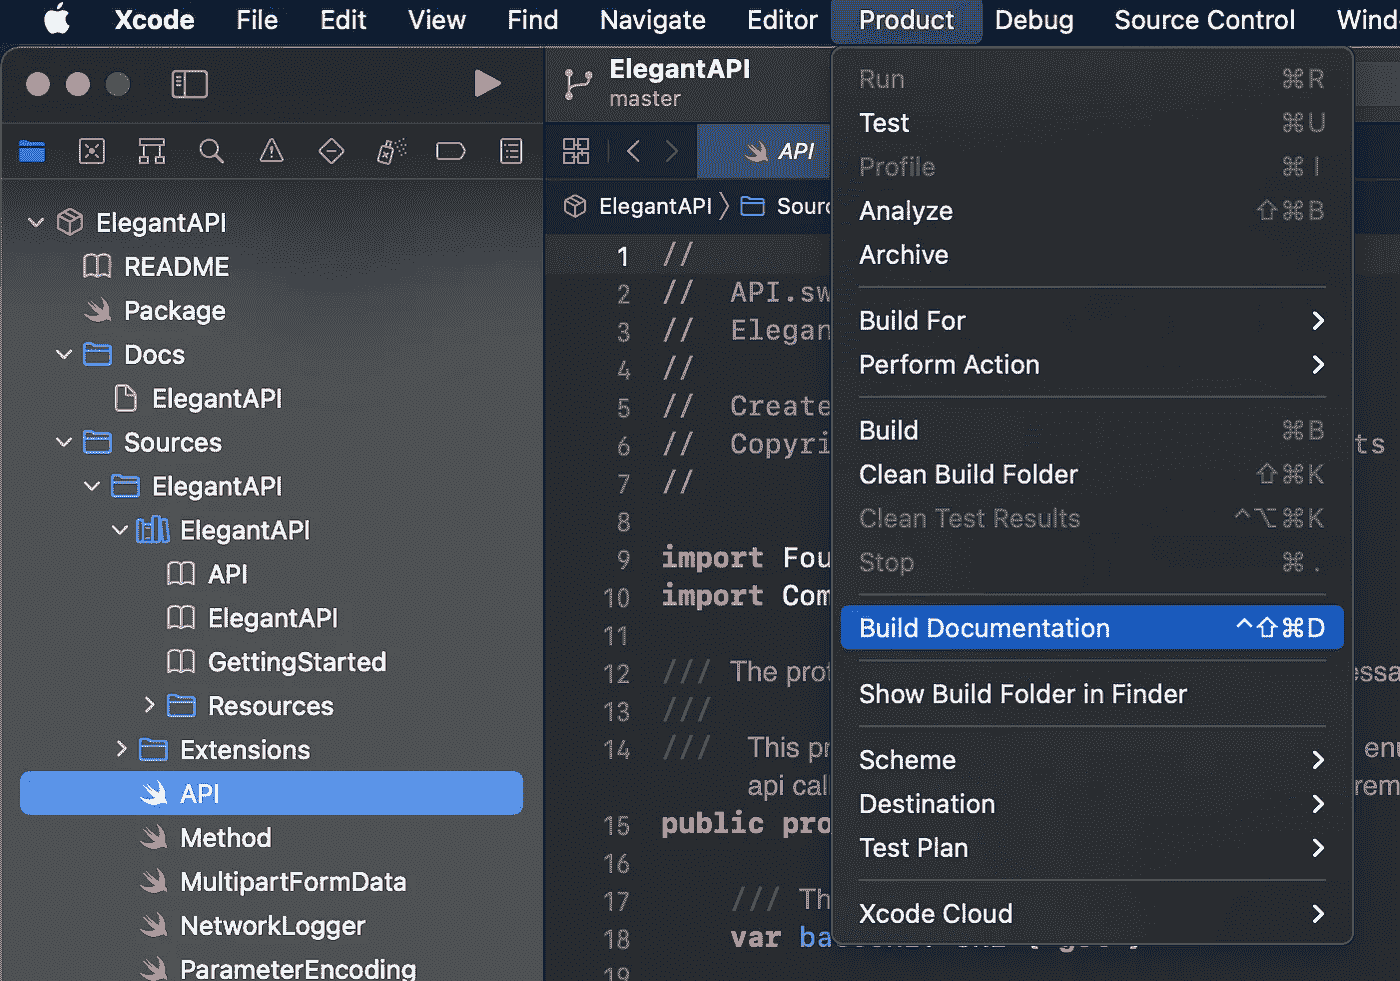 Xcode File Edit View Find Navigate Editor Product Debug Source Control Wind
ElegantAPI
master
API
ElegantAPI
README
Package
Docs
ElegantAPI
Sources
ElegantAPI
ElegantAPI
API
ElegantAPI
GettingStarted
Resources
Extensions
API
Method
MultipartFormData
NetworkLogger
ParameterEncoding
ElegantAPI Sour
1 //
2 // API.sw
3 // Elegan
4 //
5 // Create
6 // Copyri ts
7 //
8
9 import Fou
10 import Com
11
12 /// The prot essa
13 ///
14 /// This pr enu
api cal rem
15 public pro
16
17 /// Th
18 var ba
19
Run ⌘R
Test ⌘U
Profile ⌘I
Analyze ⇧⌘B
Archive
Build For
Perform Action
Build ⌘B
Clean Build Folder ⇧⌘K
Clean Test Results ^⌥⌘K
Stop ⌘.
Build Documentation ^⇧⌘D
Show Build Folder in Finder
Scheme
Destination
Test Plan
Xcode Cloud